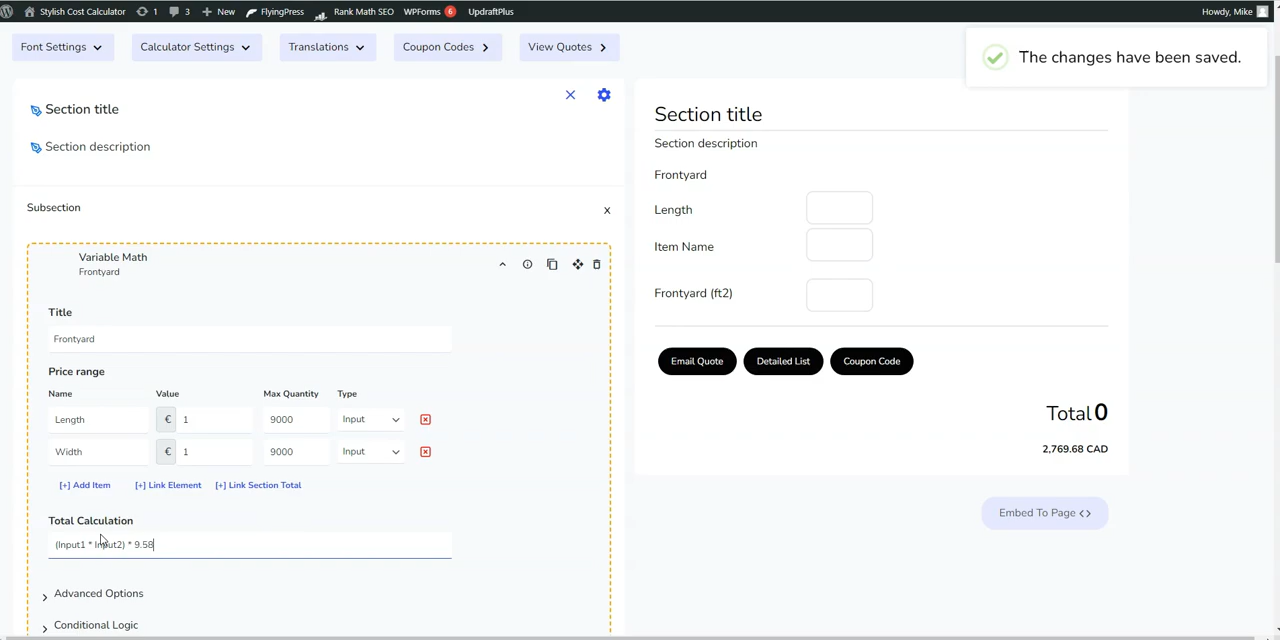 Stylish Cost Calculator 1 3 New FlyingPress Rank Math SEO WPForms 6 UpdraftPlus Howdy, Mike
Font Settings Calculator Settings Translations Coupon Codes View Quotes
The changes have been saved.
Section title
Section description
Subsection
x
Variable Math
Frontyard
Title
Frontyard
Price range
Name Value Max Quantity Type
Length € 1 9000 Input
Width € 1 9000 Input
[+] Add Item [+] Link Element [+] Link Section Total
Total Calculation
(Input1 * Input2) * 9.58
Advanced Options
Conditional Logic
Section title
Section description
Frontyard
Length
Item Name
Frontyard (ft2)
Email Quote Detailed List Coupon Code
Total 0
2,769.68 CAD
Embed To Page <>